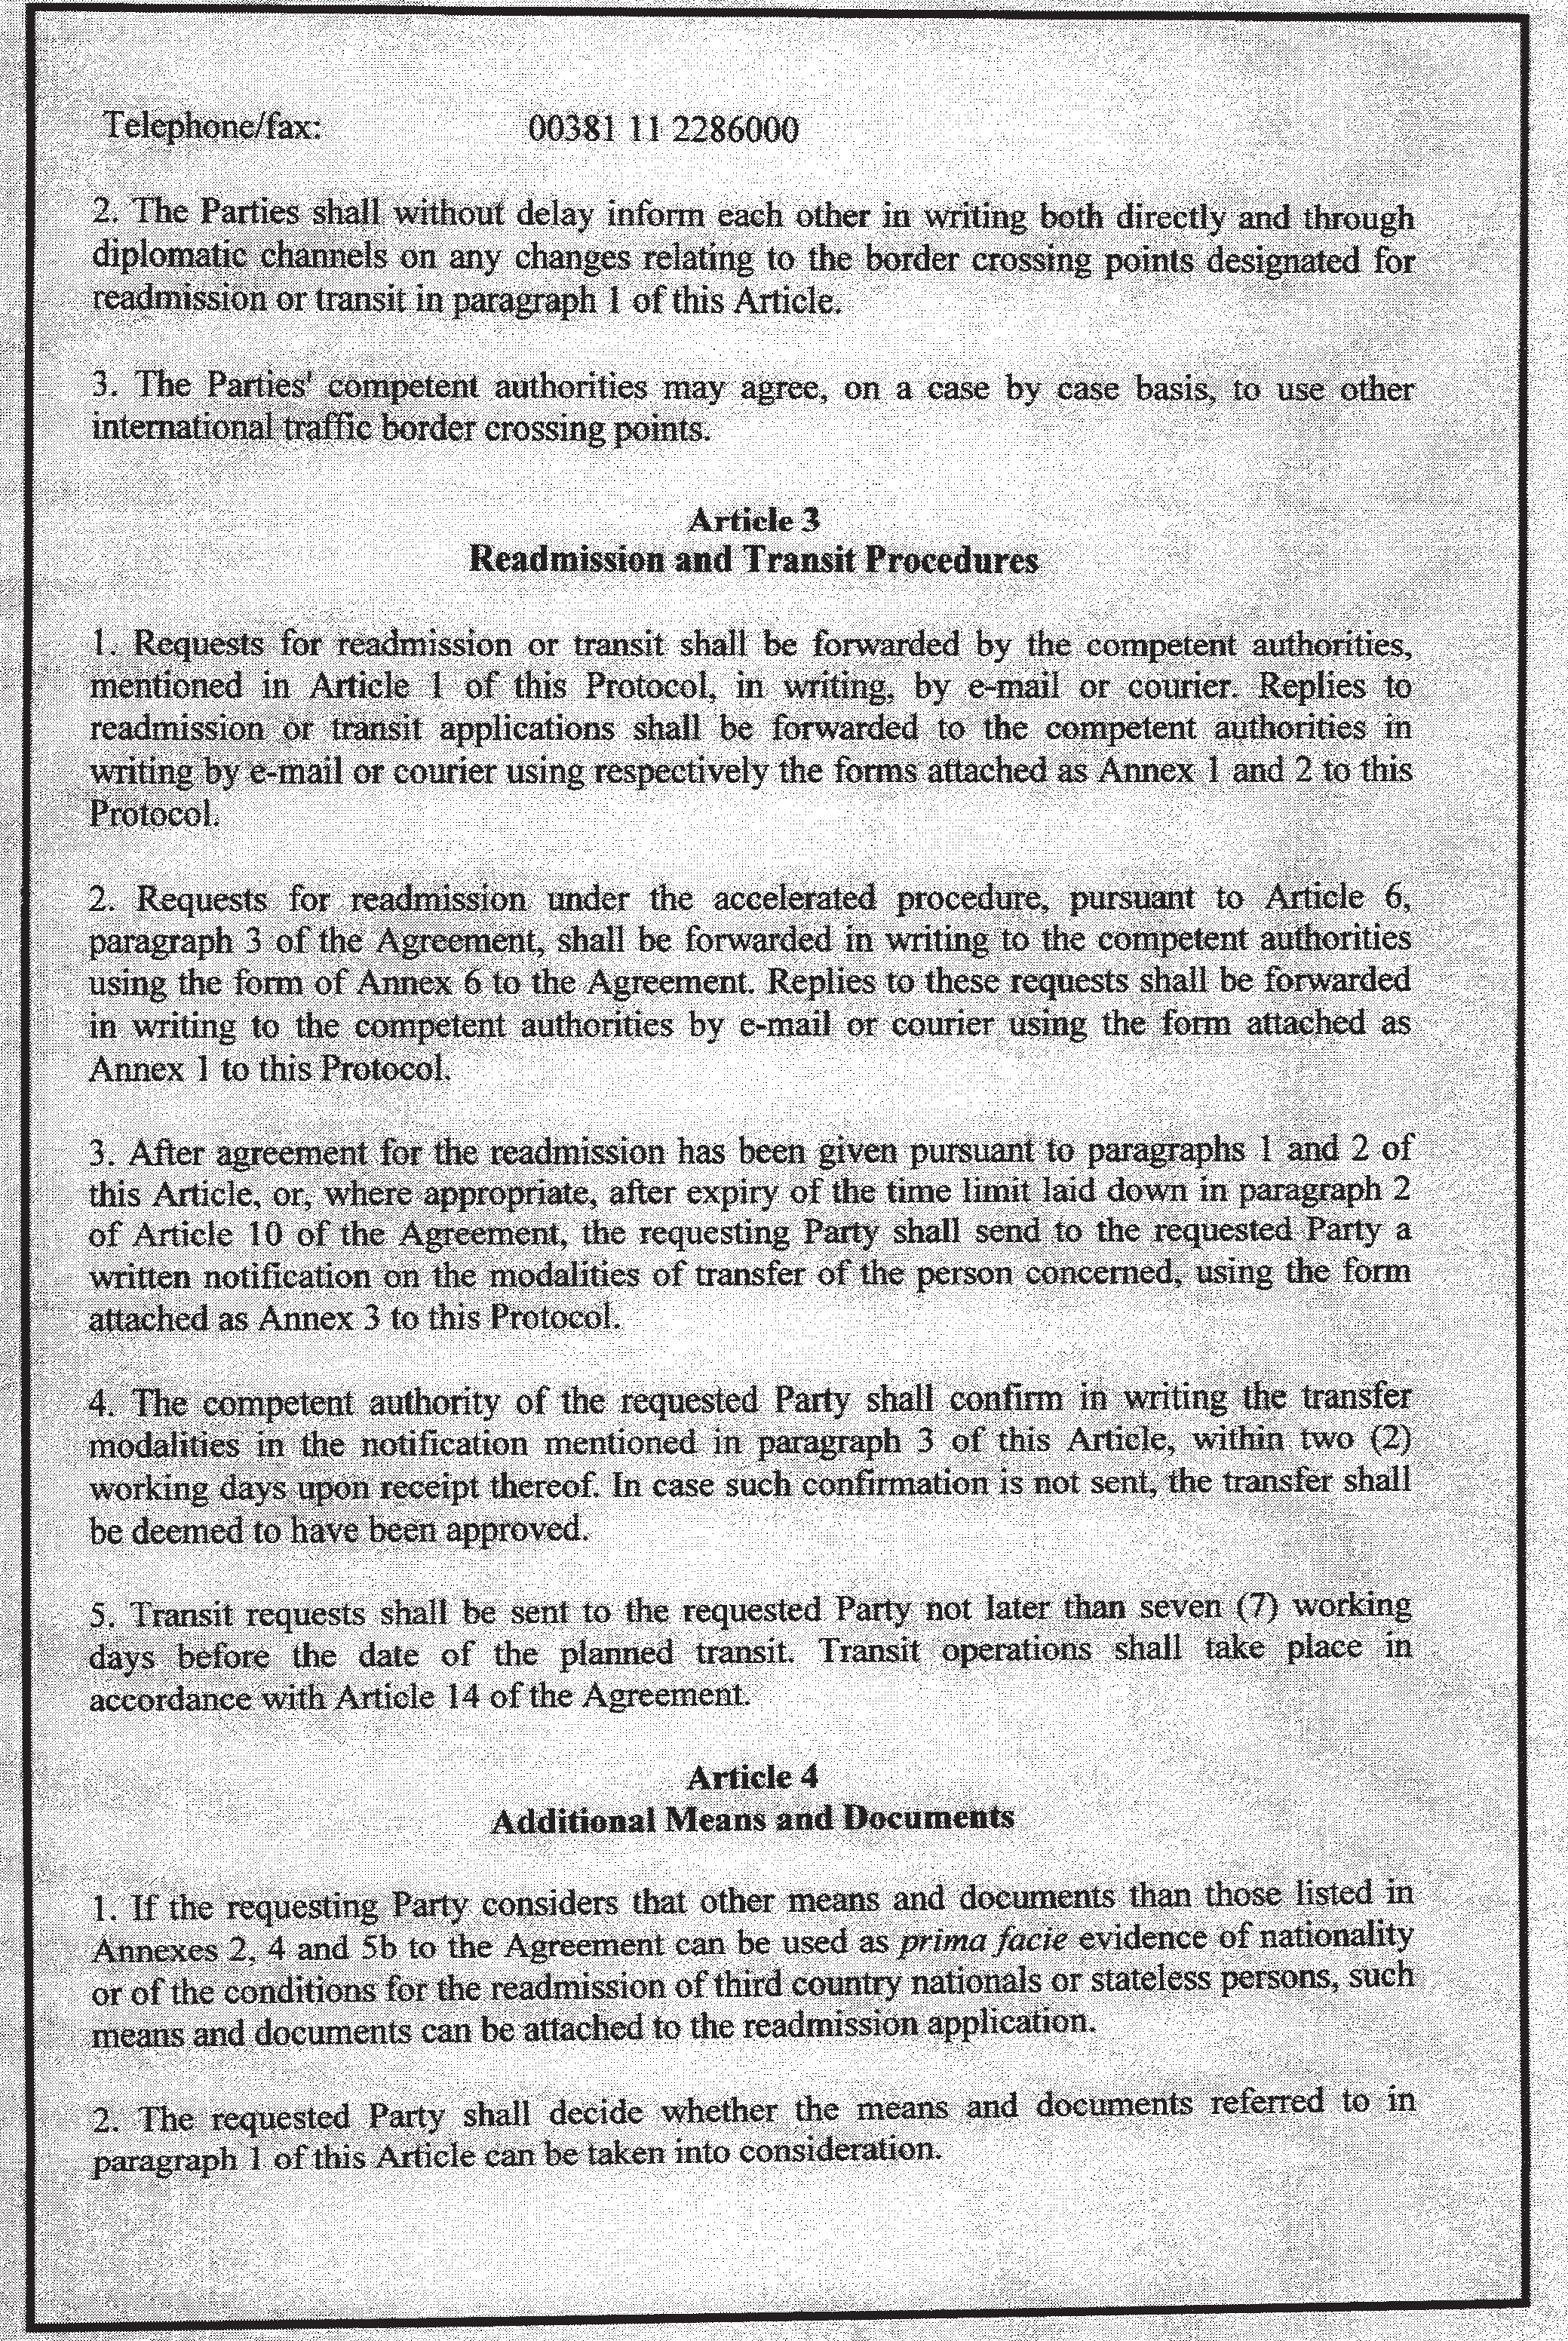 Telephone/fax: 00381 11 2286000
2. The Parties shall without delay inform each other in writing both directly and through
diplomatic channels on any changes relating to the border crossing points designated for
readmission or transit in paragraph 1 of this Article.
3. The Parties' competent authorities may agree, on a case by case basis, to use other
international traffic border crossing points.
Article 3
Readmission and Transit Procedures
1. Requests for readmission or transit shall be forwarded by the competent authorities,
mentioned in Article 1 of this Protocol, in writing, by e-mail or courier. Replies to
readmission or transit applications shall be forwarded to the competent authorities in
writing by e-mail or courier using respectively the forms attached as Annex 1 and 2 to this
Protocol.
2. Requests for readmission under the accelerated procedure, pursuant to Article 6,
paragraph 3 of the Agreement, shall be forwarded in writing to the competent authorities
using the form of Annex 6 to the Agreement. Replies to these requests shall be forwarded
in writing to the competent authorities by e-mail or courier using the form attached as
Annex 1 to this Protocol.
3. After agreement for the readmission has been given pursuant to paragraphs 1 and 2 of
this Article, or, where appropriate, after expiry of the time limit laid down in paragraph 2
of Article 10 of the Agreement, the requesting Party shall send to the requested Party a
written notification on the modalities of transfer of the person concerned, using the form
attached as Annex 3 to this Protocol.
4. The competent authority of the requested Party shall confirm in writing the transfer
modalities in the notification mentioned in paragraph 3 of this Article, within two (2)
working days upon receipt thereof. In case such confirmation is not sent, the transfer shall
be deemed to have been approved.
5. Transit requests shall be sent to the requested Party not later than seven (7) working
days before the date of the planned transit. Transit operations shall take place in
accordance with Article 14 of the Agreement.
Article 4
Additional Means and Documents
1. If the requesting Party considers that other means and documents than those listed in
Annexes 2, 4 and 5b to the Agreement can be used as prima facie evidence of nationality
or of the conditions for the readmission of third country nationals or stateless persons, such
means and documents can be attached to the readmission application.
2. The requested Party shall decide whether the means and documents referred to in
paragraph 1 of this Article can be taken into consideration.